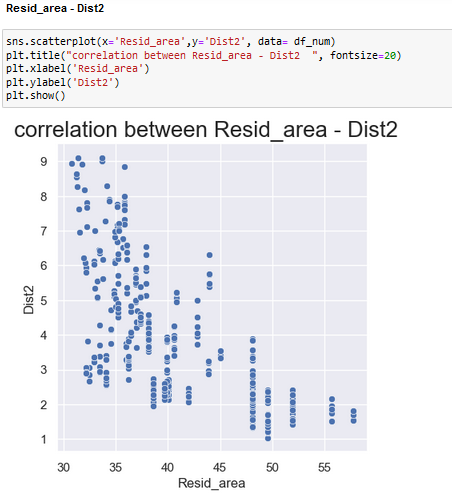 Resid_area - Dist2
sns.scatterplot(x='Resid_area',y='Dist2', data= df_num)
plt.title("correlation between Resid_area - Dist2  ", fontsize=20)
plt.xlabel('Resid_area')
plt.ylabel('Dist2')
plt.show()
correlation between Resid_area - Dist2
9
8
7
6
5
4
3
2
1
Dist2
30 35 40 45 50 55
Resid_area